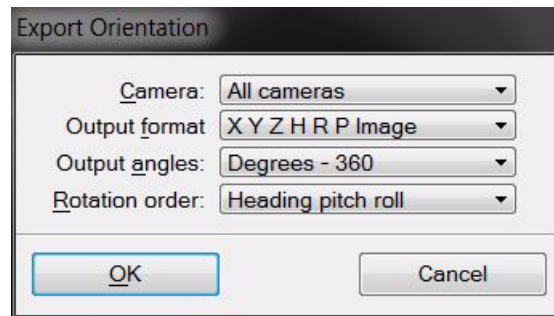 Export Orientation
Camera: All cameras
Output format X Y Z H R P Image
Output angles: Degrees - 360
Rotation order: Heading pitch roll
OK Cancel